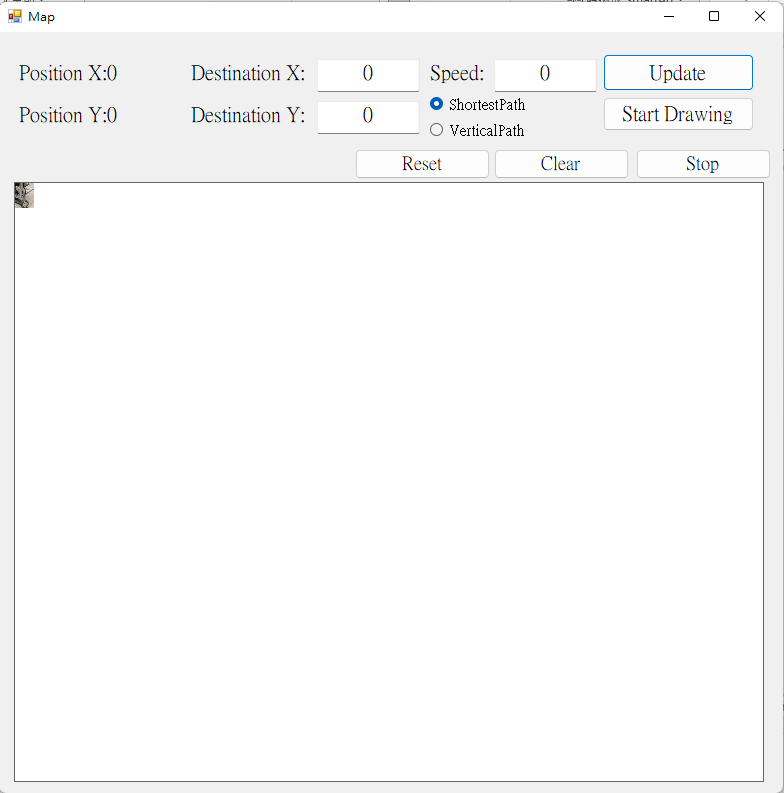 Map
Position X:0 Destination X: 0 Speed: 0 Update
Position Y:0 Destination Y: 0 ShortestPath Start Drawing
VerticalPath
Reset Clear Stop